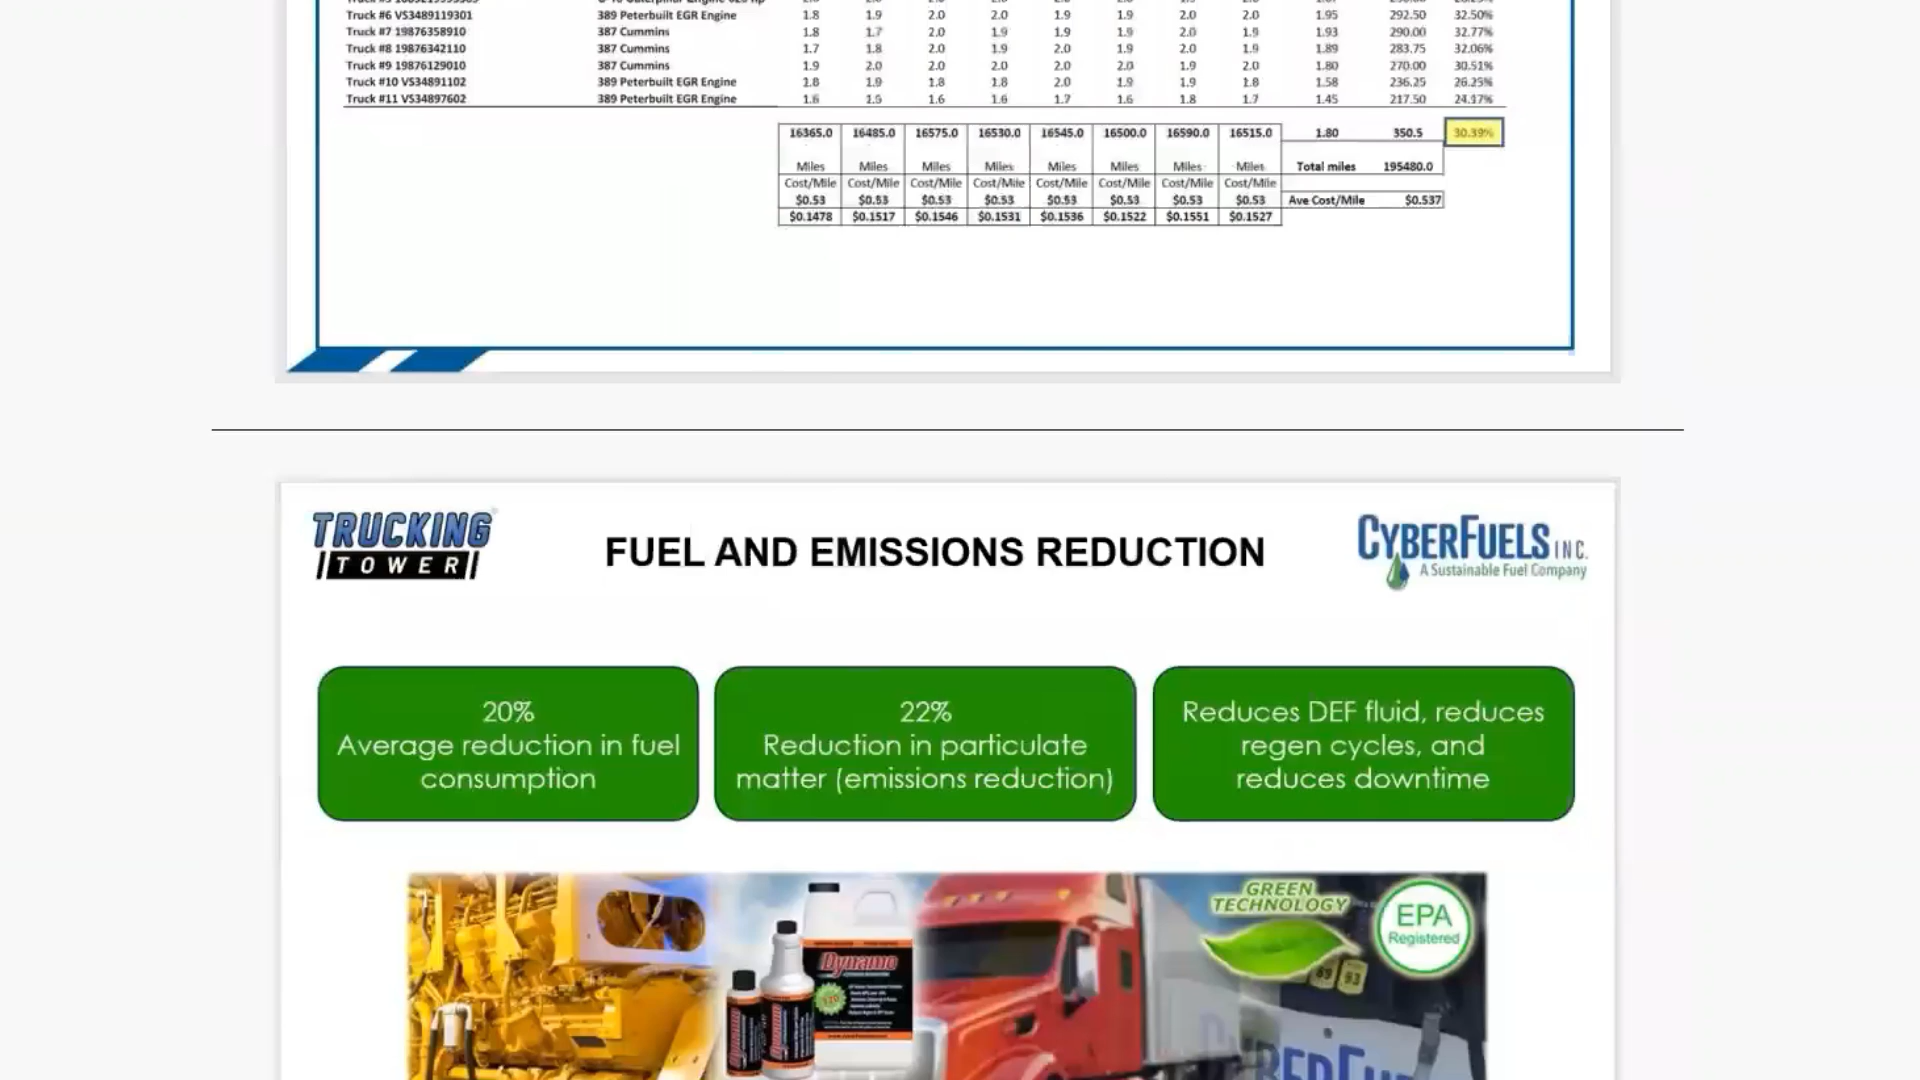 Truck #6 VS3489119301 389 Peterbuilt EGR Engine 1.8 1.9 2.0 2.0 1.9 1.9 2.0 2.0 1.95 292.50 32.50%
Truck #7 19876358910 387 Cummins 1.8 1.7 2.0 1.9 1.9 1.9 2.0 1.9 1.93 290.00 32.77%
Truck #8 19876342110 387 Cummins 1.7 1.8 2.0 1.9 2.0 1.9 2.0 1.9 1.89 283.75 32.06%
Truck #9 19876129010 387 Cummins 1.9 2.0 2.0 2.0 2.0 2.0 1.9 2.0 1.80 270.00 30.51%
Truck #10 VS34891102 389 Peterbuilt EGR Engine 1.8 1.9 1.8 1.8 2.0 1.9 1.9 1.8 1.58 236.25 26.25%
Truck #11 VS34897602 389 Peterbuilt EGR Engine 1.6 1.5 1.6 1.6 1.7 1.6 1.8 1.7 1.45 217.50 24.17%
16365.0 16485.0 16575.0 16530.0 16545.0 16500.0 16590.0 16515.0 1.80 350.5 30.39%
Miles Miles Miles Miles Miles Miles Miles Miles Total miles 195480.0
Cost/Mile Cost/Mile Cost/Mile Cost/Mile Cost/Mile Cost/Mile Cost/Mile Cost/Mile
$0.53 $0.53 $0.53 $0.53 $0.53 $0.53 $0.53 $0.53 Ave Cost/Mile $0.537
$0.1478 $0.1517 $0.1546 $0.1531 $0.1536 $0.1522 $0.1551 $0.1527
TRUCKING
TOWER
FUEL AND EMISSIONS REDUCTION
CYBERFUELS INC.
A Sustainable Fuel Company
20%
Average reduction in fuel
consumption
22%
Reduction in particulate
matter (emissions reduction)
Reduces DEF fluid, reduces
regen cycles, and
reduces downtime
GREEN
TECHNOLOGY
EPA
Registered
Dynamo
89 93
Dynamo
Dynamo
CYBERFU